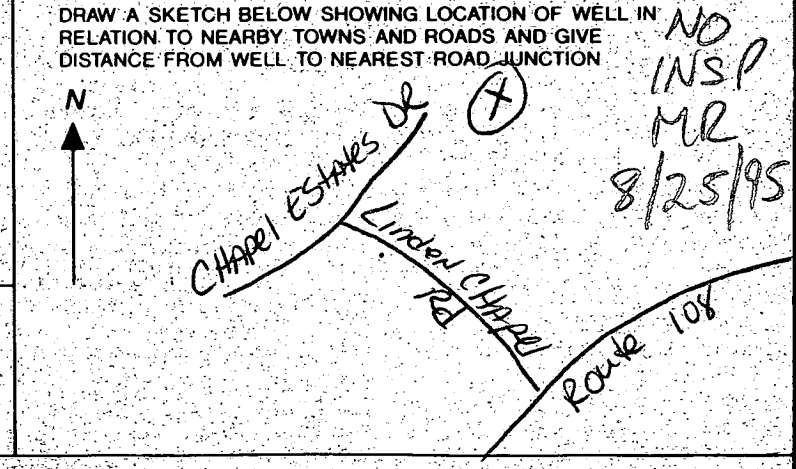 DRAW A SKETCH BELOW SHOWING LOCATION OF WELL IN
RELATION TO NEARBY TOWNS AND ROADS AND GIVE
DISTANCE FROM WELL TO NEAREST ROAD JUNCTION
NO
INSP
MR
8/25/95
N
X
CHAPEL ESTATES DR
Linden CHAPEL
Rd
Route 108